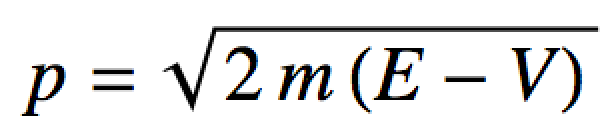 p = √2 m (E − V)